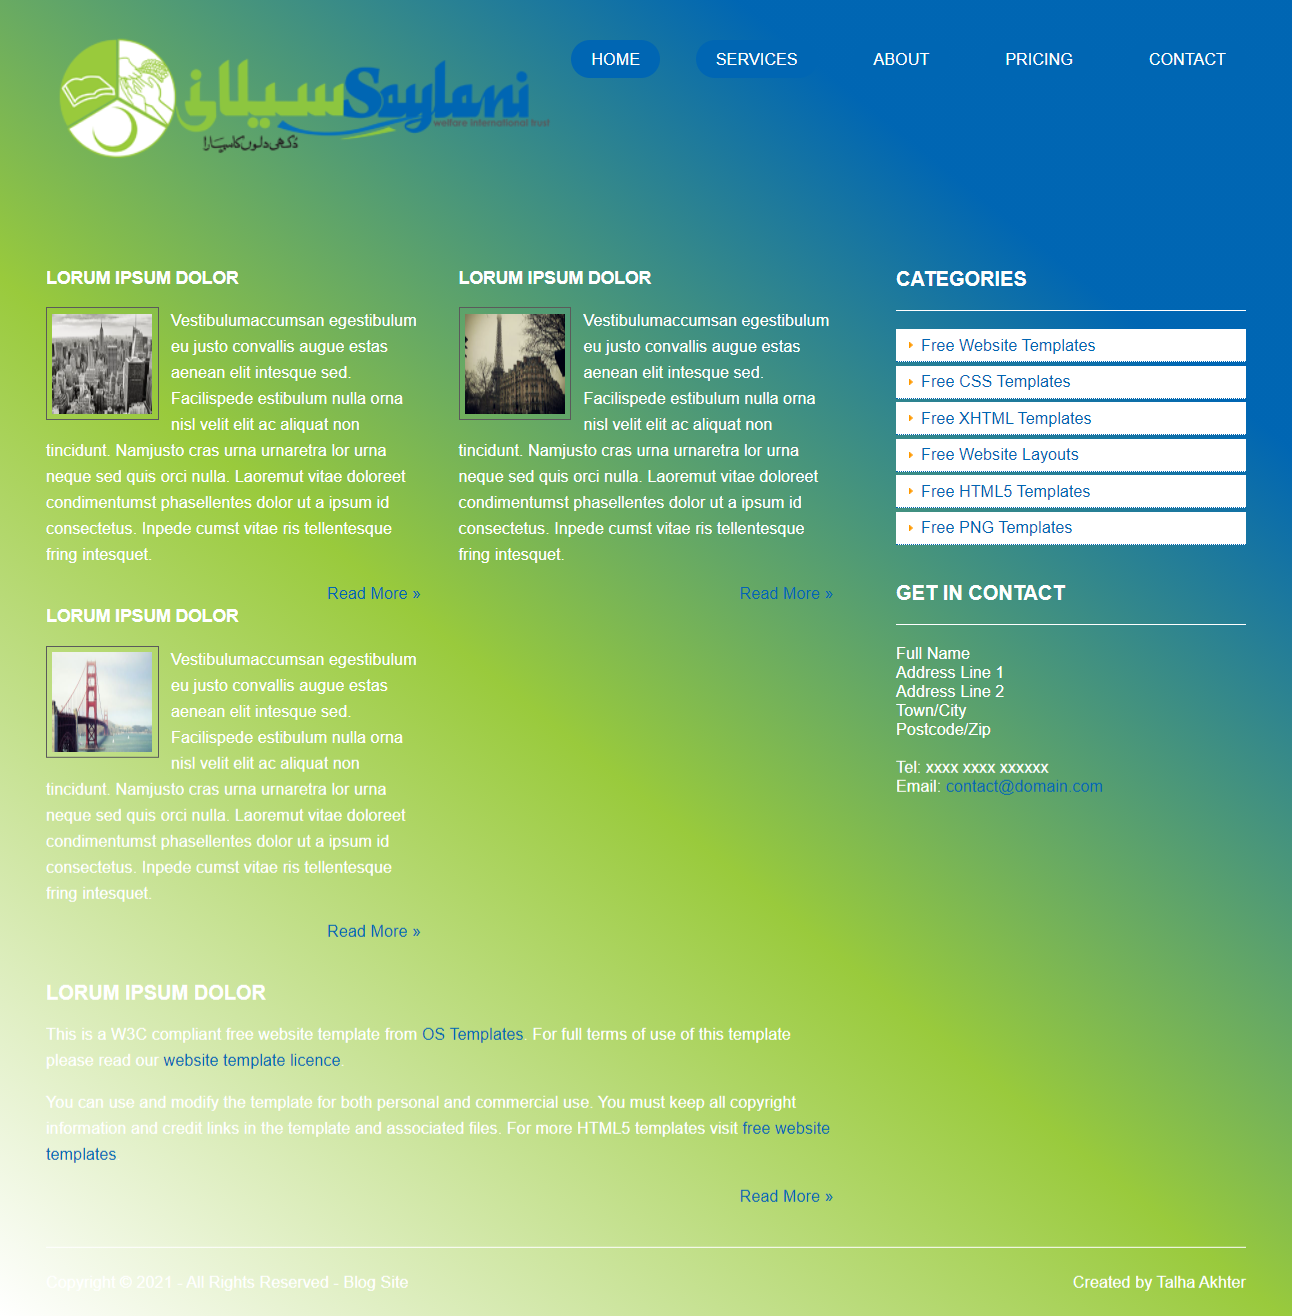 سیلانی Saylani
welfare international trust
دُکھی دلوں کا سہارا
HOME SERVICES ABOUT PRICING CONTACT
LORUM IPSUM DOLOR
Vestibulumaccumsan egestibulum
eu justo convallis augue estas
aenean elit intesque sed.
Facilispede estibulum nulla orna
nisl velit elit ac aliquat non
tincidunt. Namjusto cras urna urnaretra lor urna
neque sed quis orci nulla. Laoremut vitae doloreet
condimentumst phasellentes dolor ut a ipsum id
consectetus. Inpede cumst vitae ris tellentesque
fring intesquet.
Read More »
LORUM IPSUM DOLOR
Vestibulumaccumsan egestibulum
eu justo convallis augue estas
aenean elit intesque sed.
Facilispede estibulum nulla orna
nisl velit elit ac aliquat non
tincidunt. Namjusto cras urna urnaretra lor urna
neque sed quis orci nulla. Laoremut vitae doloreet
condimentumst phasellentes dolor ut a ipsum id
consectetus. Inpede cumst vitae ris tellentesque
fring intesquet.
Read More »
LORUM IPSUM DOLOR
Vestibulumaccumsan egestibulum
eu justo convallis augue estas
aenean elit intesque sed.
Facilispede estibulum nulla orna
nisl velit elit ac aliquat non
tincidunt. Namjusto cras urna urnaretra lor urna
neque sed quis orci nulla. Laoremut vitae doloreet
condimentumst phasellentes dolor ut a ipsum id
consectetus. Inpede cumst vitae ris tellentesque
fring intesquet.
Read More »
LORUM IPSUM DOLOR
This is a W3C compliant free website template from OS Templates. For full terms of use of this template
please read our website template licence.
You can use and modify the template for both personal and commercial use. You must keep all copyright
information and credit links in the template and associated files. For more HTML5 templates visit free website
templates.
Read More »
CATEGORIES
Free Website Templates
Free CSS Templates
Free XHTML Templates
Free Website Layouts
Free HTML5 Templates
Free PNG Templates
GET IN CONTACT
Full Name
Address Line 1
Address Line 2
Town/City
Postcode/Zip
Tel: xxxx xxxx xxxxxx
Email: contact@domain.com
Copyright © 2021 - All Rights Reserved - Blog Site
Created by Talha Akhter